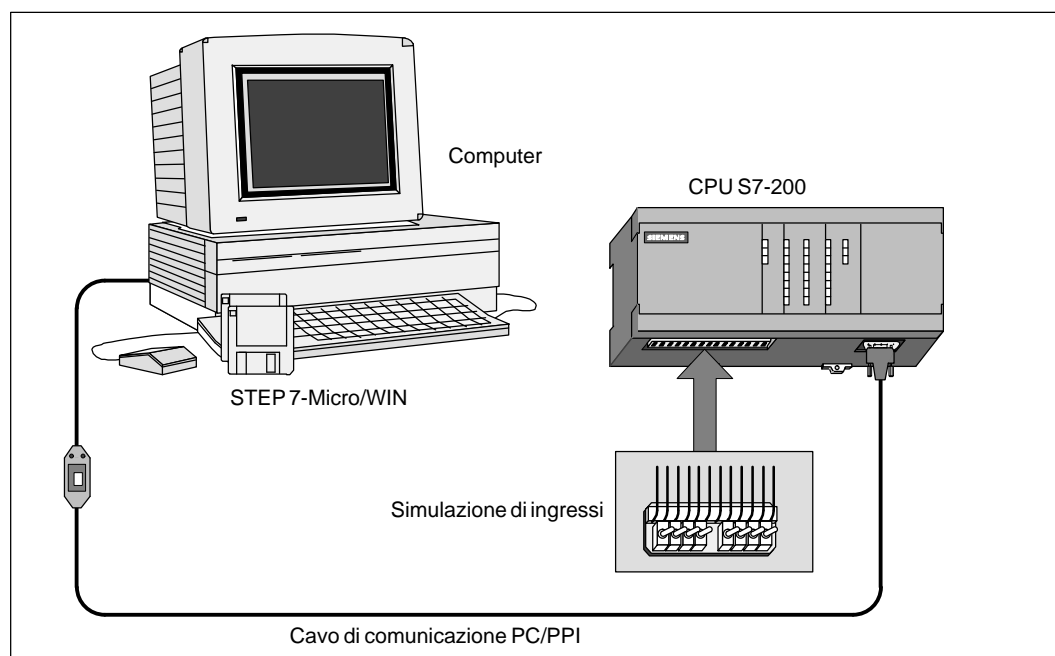 Computer
CPU S7-200
SIEMENS
STEP 7-Micro/WIN
Simulazione di ingressi
Cavo di comunicazione PC/PPI